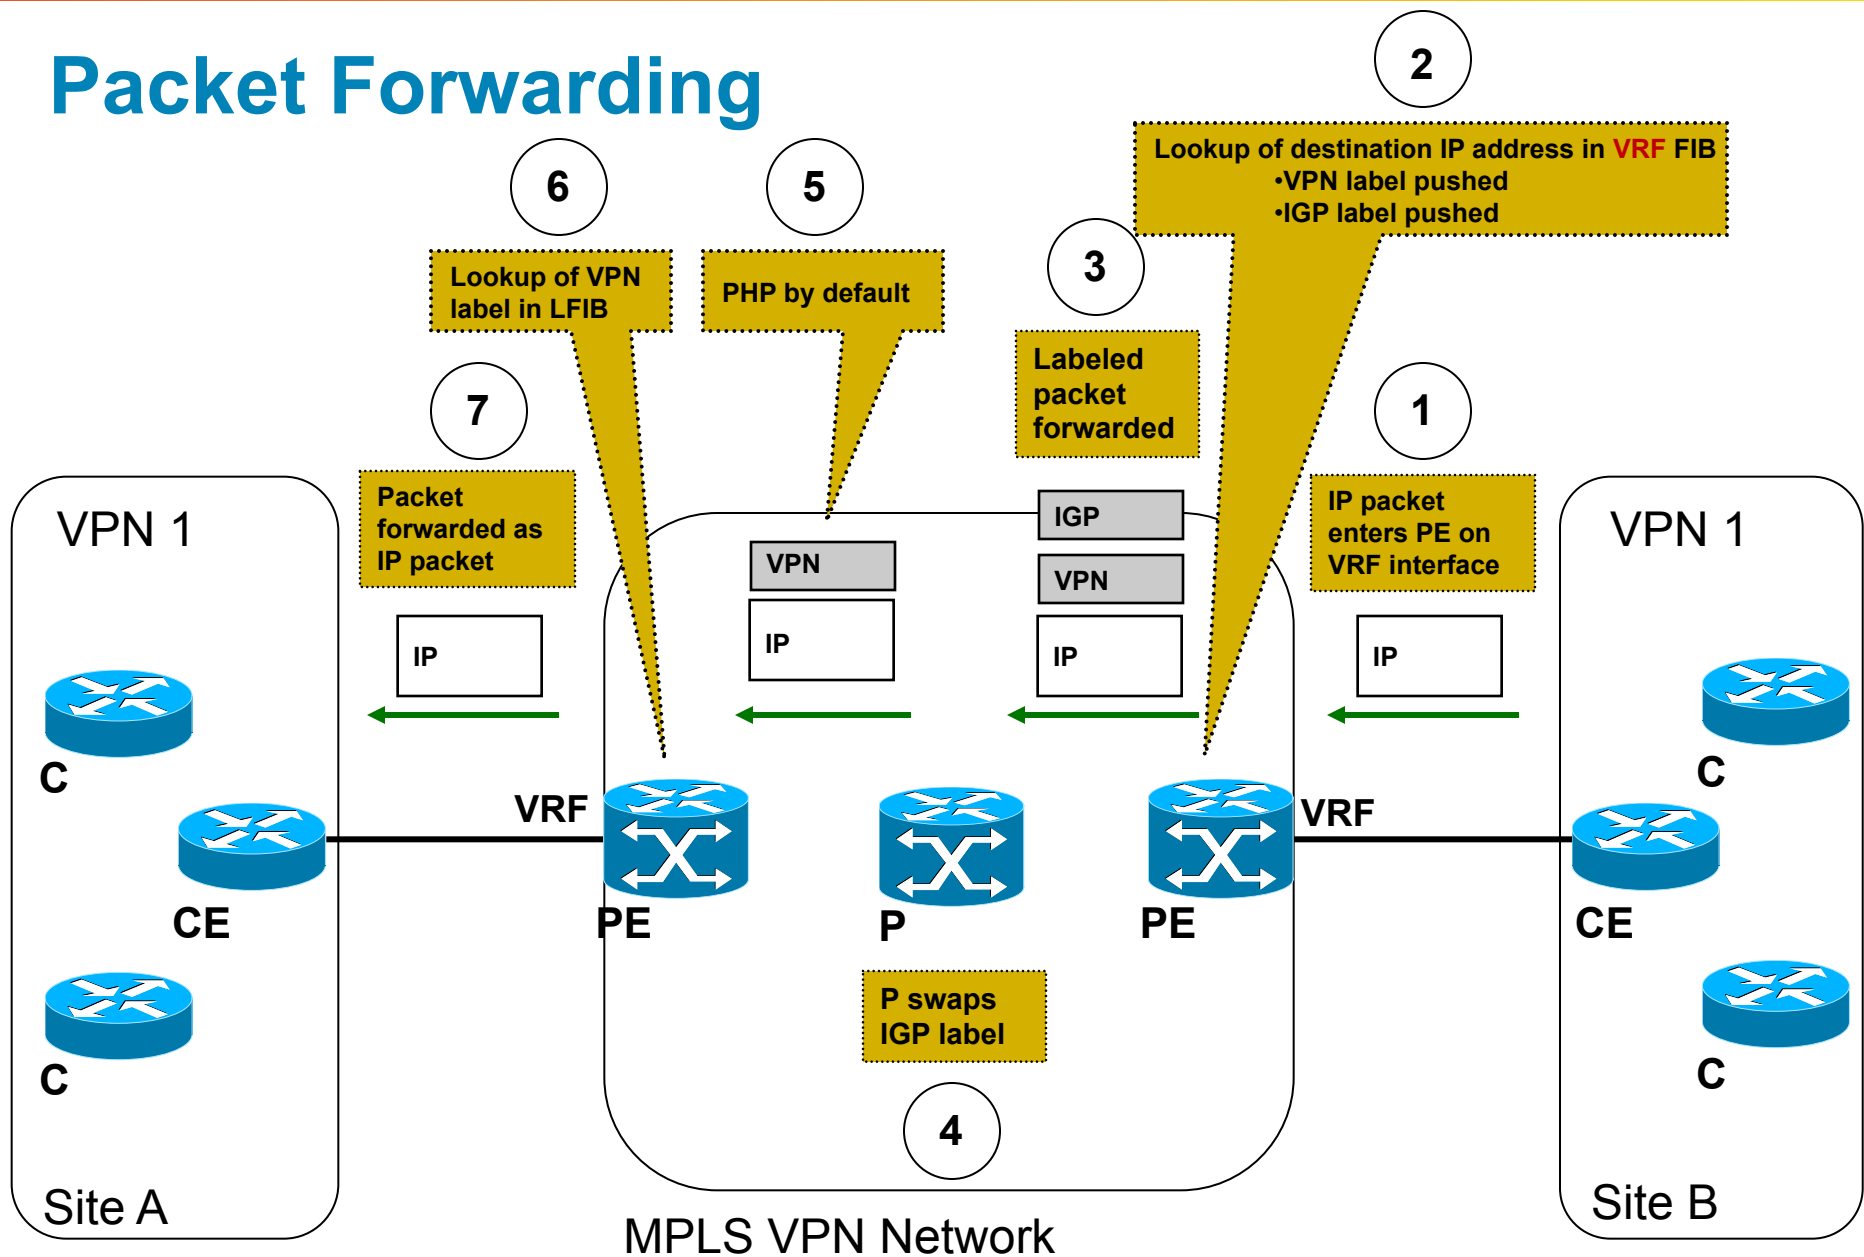 Packet Forwarding
2
Lookup of destination IP address in VRF FIB
•VPN label pushed
•IGP label pushed
6
5
3
Lookup of VPN
label in LFIB
PHP by default
Labeled
packet
forwarded
7
1
Packet
forwarded as
IP packet
IP packet
enters PE on
VRF interface
VPN 1
VPN 1
IGP
VPN
VPN
IP
IP
IP
IP
C
C
VRF
VRF
CE
PE
P
PE
CE
P swaps
IGP label
C
C
4
Site A
Site B
MPLS VPN Network